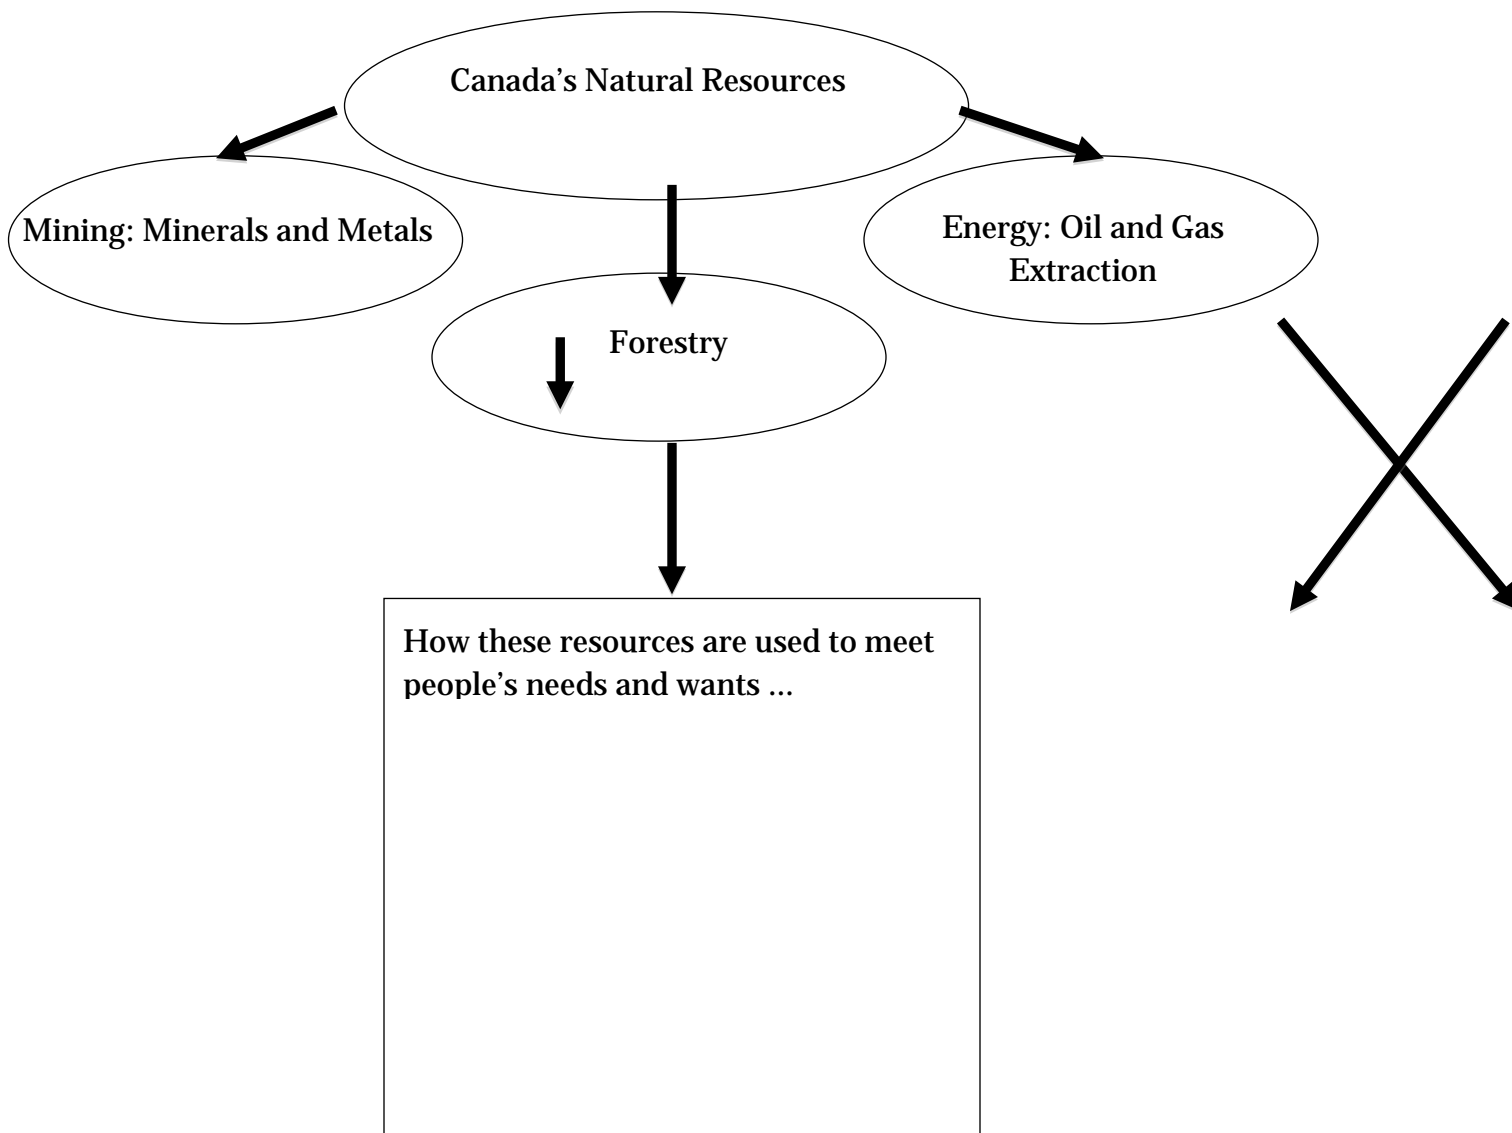 Canada’s Natural Resources
Mining: Minerals and Metals
Energy: Oil and Gas
Extraction
Forestry
How these resources are used to meet
people’s needs and wants ...